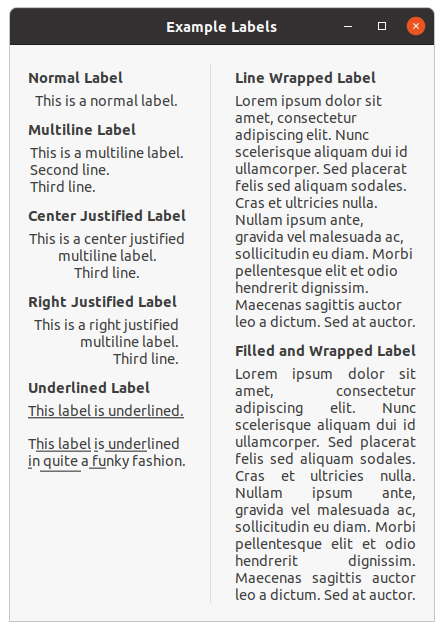 Example Labels
Normal Label
This is a normal label.
Multiline Label
This is a multiline label.
Second line.
Third line.
Center Justified Label
This is a center justified
multiline label.
Third line.
Right Justified Label
This is a right justified
multiline label.
Third line.
Underlined Label
This label is underlined.
This label is underlined
in quite a funky fashion.
Line Wrapped Label
Lorem ipsum dolor sit
amet, consectetur
adipiscing elit. Nunc
scelerisque aliquam dui id
ullamcorper. Sed placerat
felis sed aliquam sodales.
Cras et ultricies nulla.
Nullam ipsum ante,
gravida vel malesuada ac,
sollicitudin eu diam. Morbi
pellentesque elit et odio
hendrerit dignissim.
Maecenas sagittis auctor
leo a dictum. Sed at auctor.
Filled and Wrapped Label
Lorem ipsum dolor sit
amet, consectetur
adipiscing elit. Nunc
scelerisque aliquam dui id
ullamcorper. Sed placerat
felis sed aliquam sodales.
Cras et ultricies nulla.
Nullam ipsum ante,
gravida vel malesuada ac,
sollicitudin eu diam. Morbi
pellentesque elit et odio
hendrerit dignissim.
Maecenas sagittis auctor
leo a dictum. Sed at auctor.